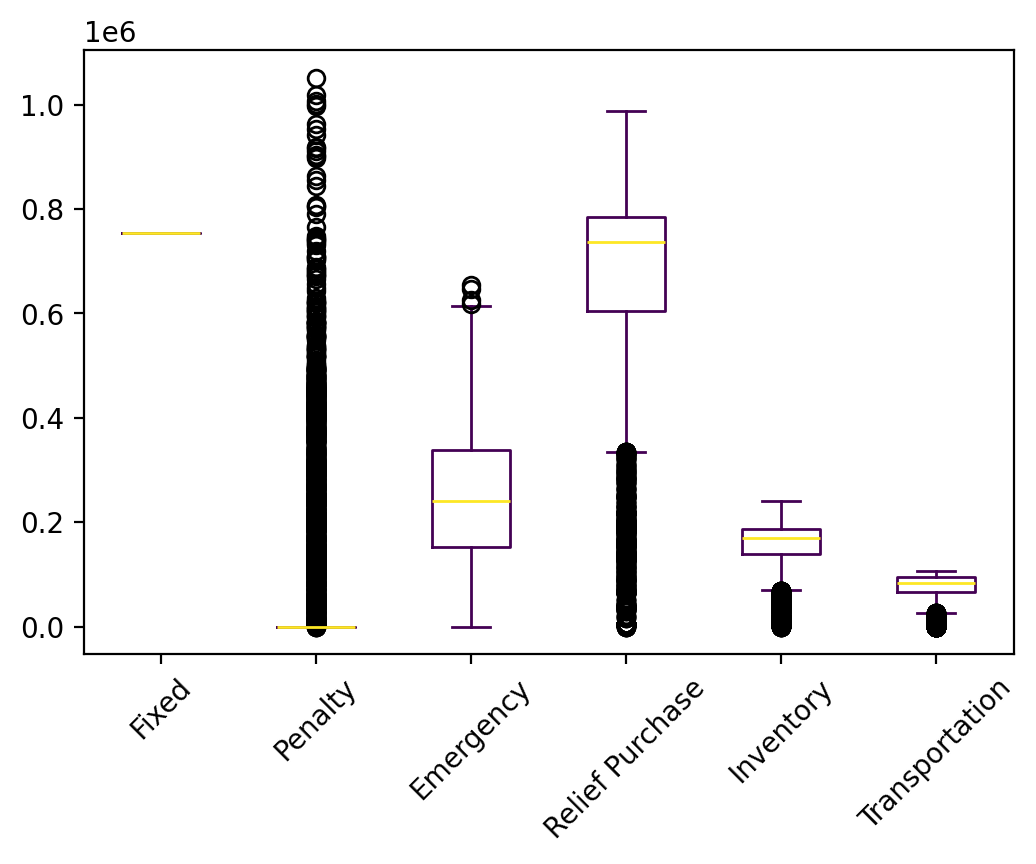 1e6
1.0
0.8
0.6
0.4
0.2
0.0
Fixed
Penalty
Emergency
Relief Purchase
Inventory
Transportation